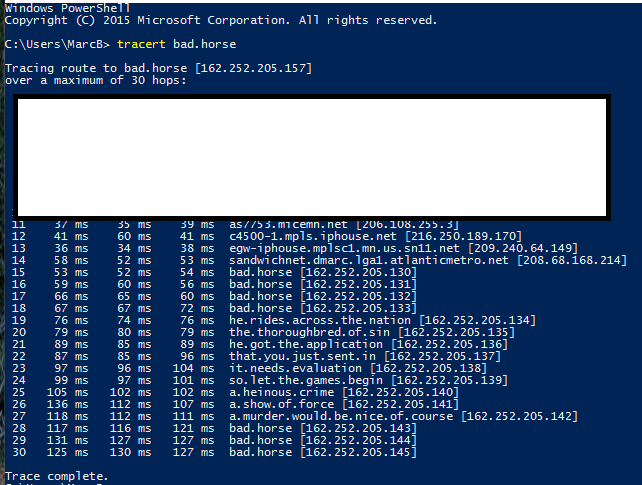 Windows PowerShell
Copyright (C) 2015 Microsoft Corporation. All rights reserved.
C:\Users\MarcB> tracert bad.horse
Tracing route to bad.horse [162.252.205.157]
over a maximum of 30 hops:
11 37 ms 35 ms 39 ms as7753.micemn.net [206.108.255.3]
12 41 ms 60 ms 41 ms c4500-1.mpls.iphouse.net [216.250.189.170]
13 36 ms 34 ms 38 ms egw-iphouse.mplsc1.mn.us.sn11.net [209.240.64.149]
14 58 ms 52 ms 53 ms sandwichnet.dmarc.lga1.atlanticmetro.net [208.68.168.214]
15 53 ms 52 ms 54 ms bad.horse [162.252.205.130]
16 59 ms 60 ms 56 ms bad.horse [162.252.205.131]
17 66 ms 65 ms 60 ms bad.horse [162.252.205.132]
18 67 ms 67 ms 72 ms bad.horse [162.252.205.133]
19 76 ms 74 ms 76 ms he.rides.across.the.nation [162.252.205.134]
20 79 ms 80 ms 79 ms the.thoroughbred.of.sin [162.252.205.135]
21 89 ms 85 ms 89 ms he.got.the.application [162.252.205.136]
22 87 ms 85 ms 96 ms that.you.just.sent.in [162.252.205.137]
23 97 ms 96 ms 104 ms it.needs.evaluation [162.252.205.138]
24 99 ms 97 ms 101 ms so.let.the.games.begin [162.252.205.139]
25 105 ms 102 ms 102 ms a.heinous.crime [162.252.205.140]
26 136 ms 112 ms 107 ms a.show.of.force [162.252.205.141]
27 118 ms 112 ms 111 ms a.murder.would.be.nice.of.course [162.252.205.142]
28 117 ms 116 ms 121 ms bad.horse [162.252.205.143]
29 131 ms 127 ms 127 ms bad.horse [162.252.205.144]
30 125 ms 130 ms 127 ms bad.horse [162.252.205.145]
Trace complete.